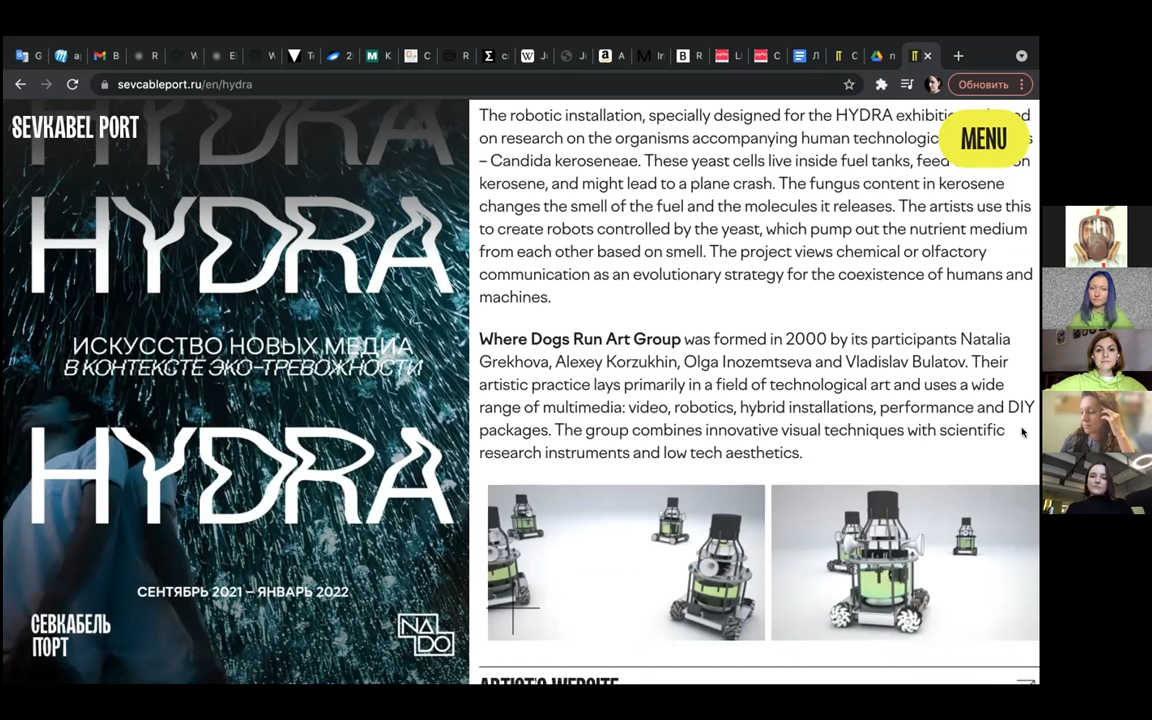 sevcableport.ru/en/hydra
Обновить
SEVKABEL PORT
HYDRA
ИСКУССТВО НОВЫХ МЕДИА
В КОНТЕКСТЕ ЭКО-ТРЕВОЖНОСТИ
HYDRA
СЕНТЯБРЬ 2021 – ЯНВАРЬ 2022
СЕВКАБЕЛЬ
ПОРТ
NA
DO
MENU
The robotic installation, specially designed for the HYDRA
on research on the organisms accompanying human
– Candida keroseneae. These yeast cells live inside fuel tanks, feed
kerosene, and might lead to a plane crash. The fungus content in kerosene
changes the smell of the fuel and the molecules it releases. The artists use this
to create robots controlled by the yeast, which pump out the nutrient medium
from each other based on smell. The project views chemical or olfactory
communication as an evolutionary strategy for the coexistence of humans and
machines.
Where Dogs Run Art Group was formed in 2000 by its participants Natalia
Grekhova, Alexey Korzukhin, Olga Inozemtseva and Vladislav Bulatov. Their
artistic practice lays primarily in a field of technological art and uses a wide
range of multimedia: video, robotics, hybrid installations, performance and DIY
packages. The group combines innovative visual techniques with scientific
research instruments and low tech aesthetics.
ARTIST'S WEBSITE